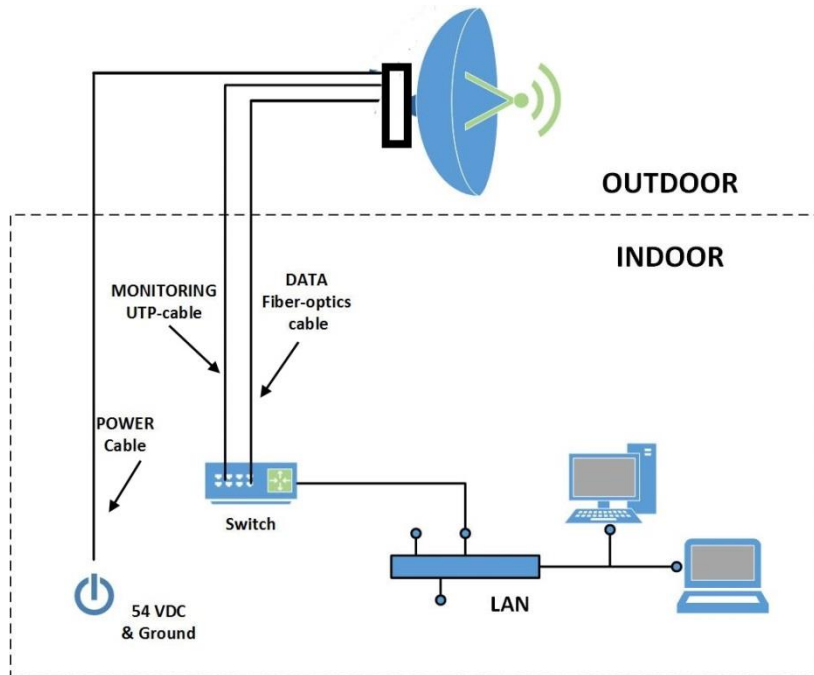 OUTDOOR
INDOOR
MONITORING
UTP-cable
DATA
Fiber-optics
cable
POWER
Cable
Switch
LAN
54 VDC
& Ground